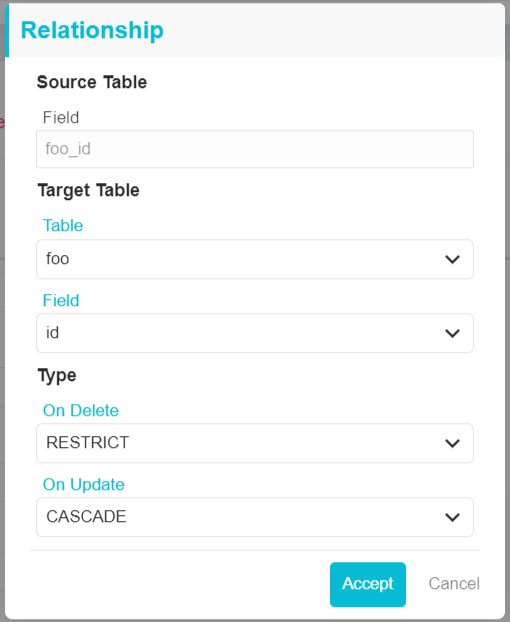 Relationship
Source Table
Field
foo_id
Target Table
Table
foo
Field
id
Type
On Delete
RESTRICT
On Update
CASCADE
Accept Cancel